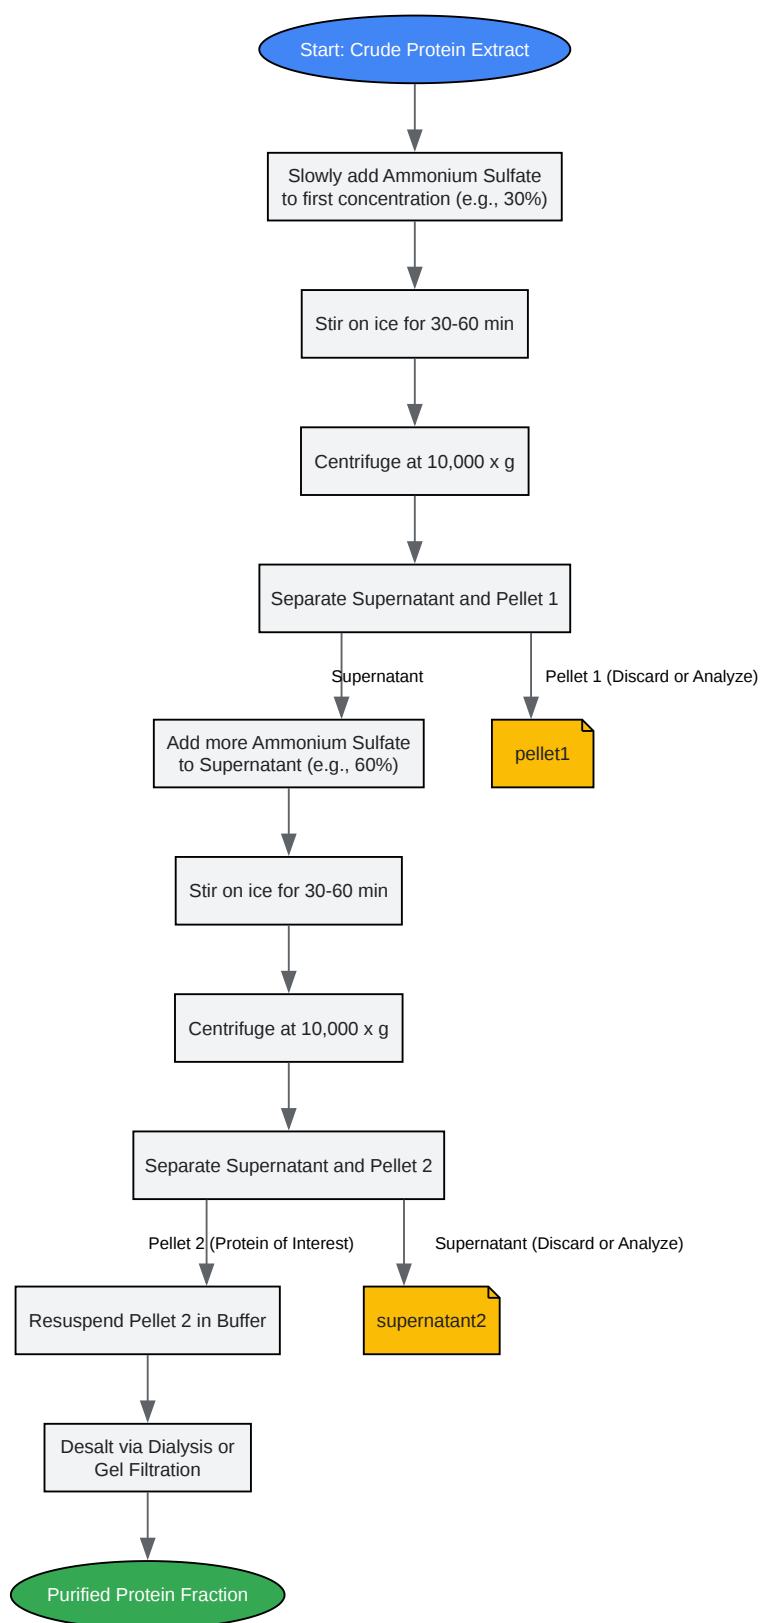 Start: Crude Protein Extract
Slowly add Ammonium Sulfate
to first concentration (e.g., 30%)
Stir on ice for 30-60 min
Centrifuge at 10,000 x g
Separate Supernatant and Pellet 1
Supernatant
Pellet 1 (Discard or Analyze)
Add more Ammonium Sulfate
to Supernatant (e.g., 60%)
pellet1
Stir on ice for 30-60 min
Centrifuge at 10,000 x g
Separate Supernatant and Pellet 2
Pellet 2 (Protein of Interest)
Supernatant (Discard or Analyze)
Resuspend Pellet 2 in Buffer
supernatant2
Desalt via Dialysis or
Gel Filtration
Purified Protein Fraction